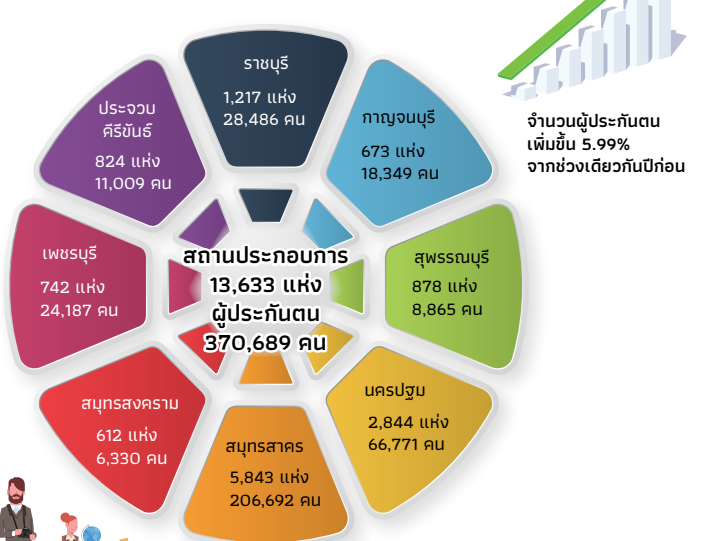 ราชบุรี
1,217 แห่ง
28,486 คน
กาญจนบุรี
673 แห่ง
18,349 คน
สุพรรณบุรี
878 แห่ง
8,865 คน
นครปฐม
2,844 แห่ง
66,771 คน
สมุทรสาคร
5,843 แห่ง
206,692 คน
สมุทรสงคราม
612 แห่ง
6,330 คน
เพชรบุรี
742 แห่ง
24,187 คน
ประจวบ
คีรีขันธ์
824 แห่ง
11,009 คน
สถานประกอบการ
13,633 แห่ง
ผู้ประกันตน
370,689 คน
จำนวนผู้ประกันตน
เพิ่มขึ้น 5.99%
จากช่วงเดียวกันปีก่อน